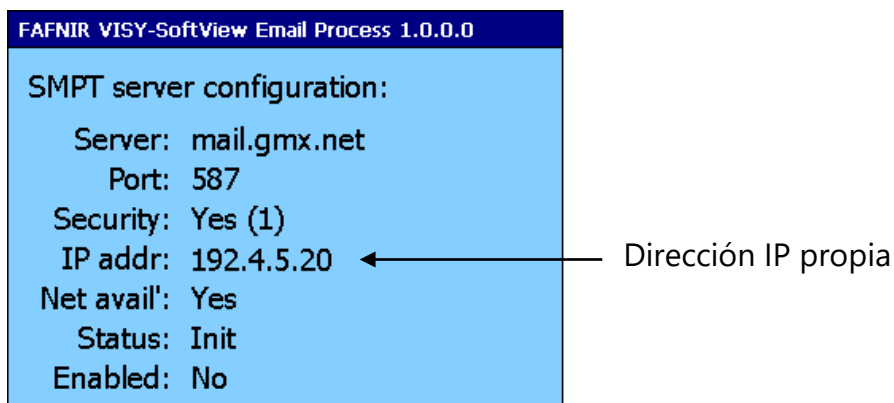 FAFNIR VISY-SoftView Email Process 1.0.0.0
SMPT server configuration:
Server: mail.gmx.net
Port: 587
Security: Yes (1)
IP addr: 192.4.5.20
Dirección IP propia
Net avail': Yes
Status: Init
Enabled: No